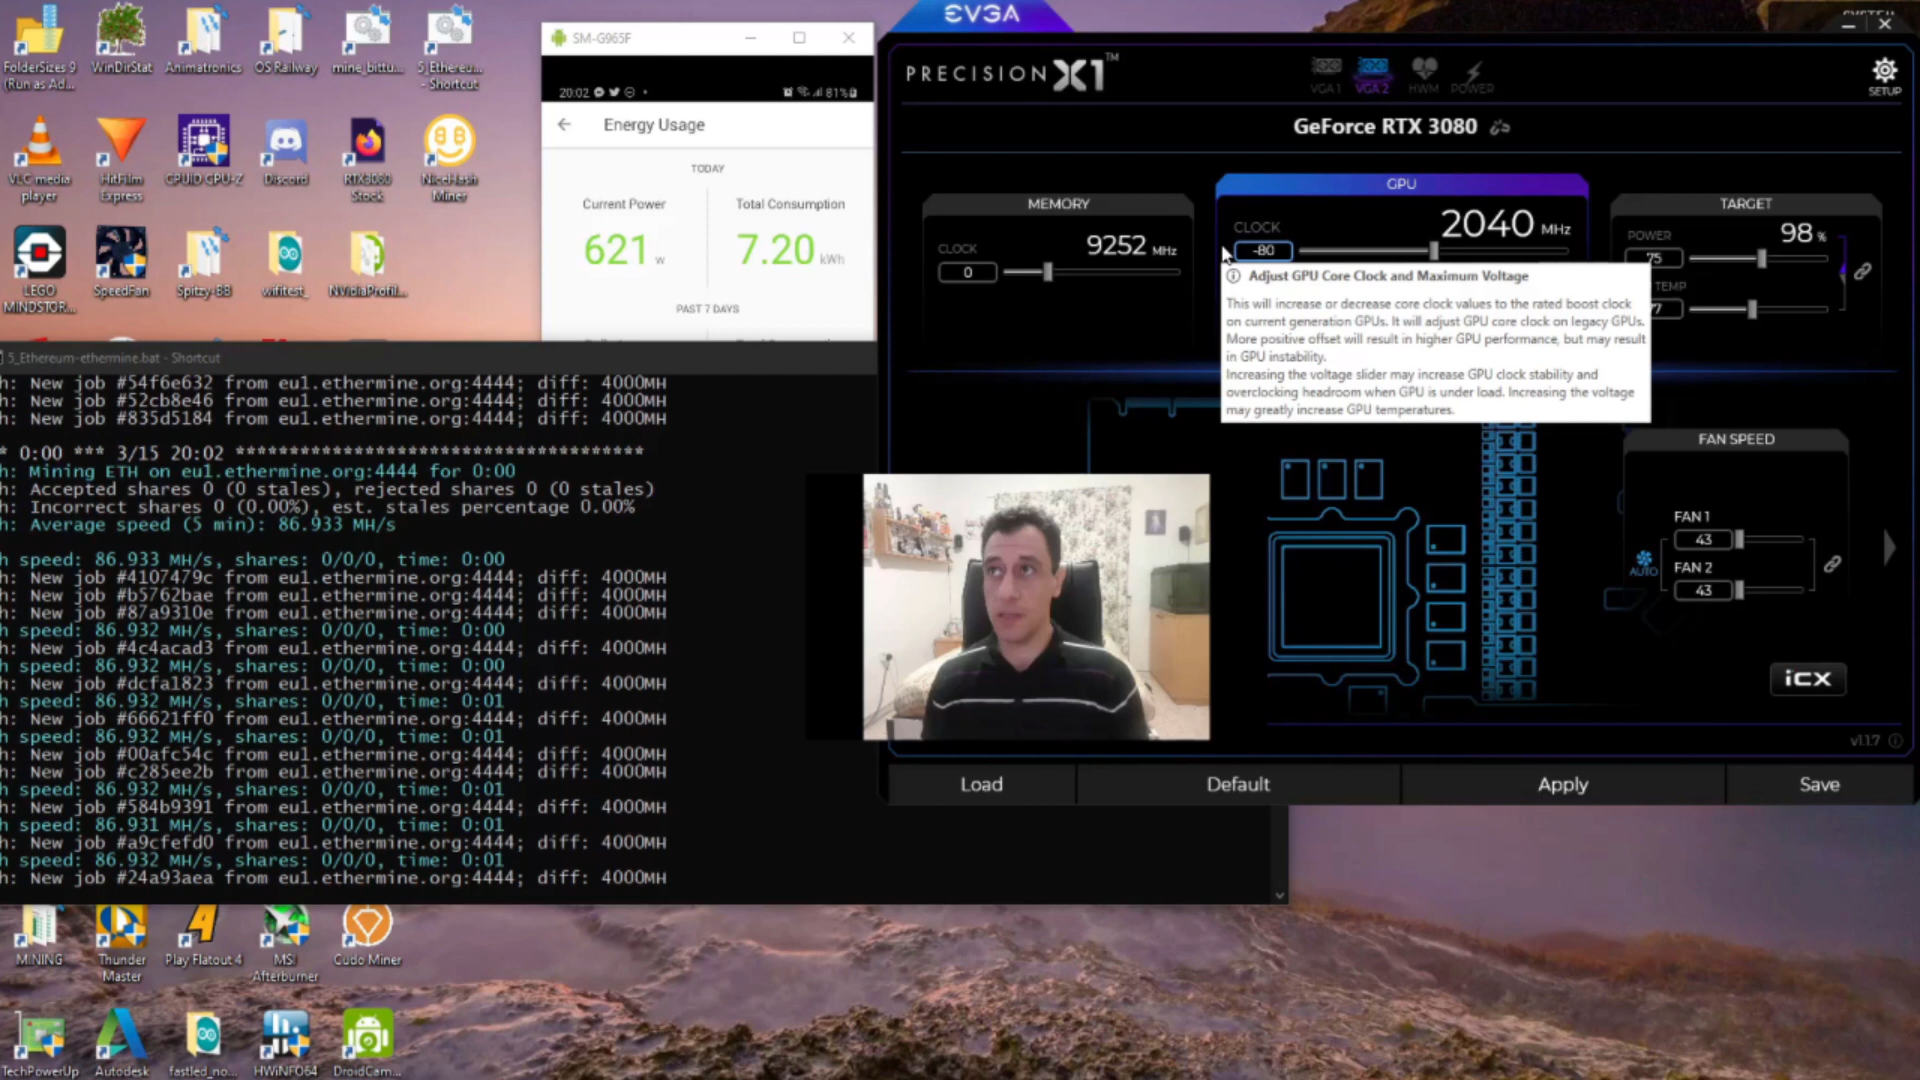 FolderSizes 9
(Run as Ad...
WinDirStat
Animatronics
OS Railway
mine_bittu...
5_Ethereu...
- Shortcut
VLC media
player
HitFilm
Express
CPUID CPU-Z
Discord
RTX3080
Stock
NiceHash
Miner
LEGO
MINDSTOR...
SpeedFan
Spitzy-BB
wifitest_
NVidiaProfil...
SM-G965F
20:02
81%
Energy Usage
TODAY
Current Power
Total Consumption
621 w
7.20 kWh
PAST 7 DAYS
5_Ethereum-ethermine.bat - Shortcut
h: New job #54f6e632 from eu1.ethermine.org:4444; diff: 4000MH
h: New job #52cb8e46 from eu1.ethermine.org:4444; diff: 4000MH
h: New job #835d5184 from eu1.ethermine.org:4444; diff: 4000MH
* 0:00 *** 3/15 20:02 **************************************
h: Mining ETH on eu1.ethermine.org:4444 for 0:00
h: Accepted shares 0 (0 stales), rejected shares 0 (0 stales)
h: Incorrect shares 0 (0.00%), est. stales percentage 0.00%
h: Average speed (5 min): 86.933 MH/s
h speed: 86.933 MH/s, shares: 0/0/0, time: 0:00
h: New job #4107479c from eu1.ethermine.org:4444; diff: 4000MH
h: New job #b5762bae from eu1.ethermine.org:4444; diff: 4000MH
h: New job #87a9310e from eu1.ethermine.org:4444; diff: 4000MH
h speed: 86.932 MH/s, shares: 0/0/0, time: 0:00
h: New job #4c4acad3 from eu1.ethermine.org:4444; diff: 4000MH
h speed: 86.932 MH/s, shares: 0/0/0, time: 0:00
h: New job #dcfa1823 from eu1.ethermine.org:4444; diff: 4000MH
h speed: 86.932 MH/s, shares: 0/0/0, time: 0:01
h: New job #66621ff0 from eu1.ethermine.org:4444; diff: 4000MH
h speed: 86.932 MH/s, shares: 0/0/0, time: 0:01
h: New job #00afc54c from eu1.ethermine.org:4444; diff: 4000MH
h: New job #c285ee2b from eu1.ethermine.org:4444; diff: 4000MH
h speed: 86.932 MH/s, shares: 0/0/0, time: 0:01
h: New job #584b9391 from eu1.ethermine.org:4444; diff: 4000MH
h speed: 86.931 MH/s, shares: 0/0/0, time: 0:01
h: New job #a9cfefd0 from eu1.ethermine.org:4444; diff: 4000MH
h speed: 86.932 MH/s, shares: 0/0/0, time: 0:01
h: New job #24a93aea from eu1.ethermine.org:4444; diff: 4000MH
EVGA
PRECISION X1™
VGA 1
VGA 2
HWM
POWER
SETUP
GeForce RTX 3080
MEMORY
CLOCK
9252 MHz
0
GPU
CLOCK
2040 MHz
-80
TARGET
POWER
98 %
75
TEMP
77
Adjust GPU Core Clock and Maximum Voltage
This will increase or decrease core clock values to the rated boost clock
on current generation GPUs. It will adjust GPU core clock on legacy GPUs.
More positive offset will result in higher GPU performance, but may result
in GPU instability.
Increasing the voltage slider may increase GPU clock stability and
overclocking headroom when GPU is under load. Increasing the voltage
may greatly increase GPU temperatures.
FAN SPEED
FAN 1
43
AUTO
FAN 2
43
iCX
v1.1.7
Load
Default
Apply
Save
MINING
Thunder
Master
Play Flatout 4
MSI
Afterburner
Cudo Miner
TechPowerUp
Autodesk
fastled_no...
HWiNFO64
DroidCam...